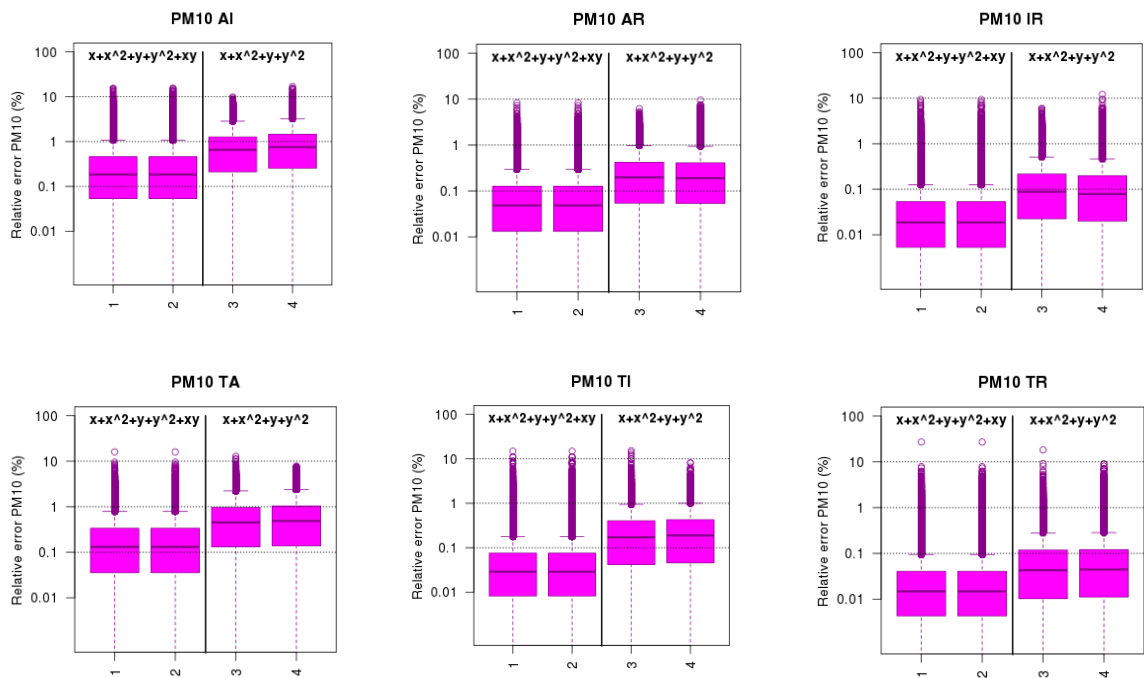 PM10 AI
Relative error PM10 (%)
100
10
1
0.1
0.01
x+x^2+y+y^2+xy
x+x^2+y+y^2
1
2
3
4
PM10 AR
Relative error PM10 (%)
100
10
1
0.1
0.01
x+x^2+y+y^2+xy
x+x^2+y+y^2
1
2
3
4
PM10 IR
Relative error PM10 (%)
100
10
1
0.1
0.01
x+x^2+y+y^2+xy
x+x^2+y+y^2
1
2
3
4
PM10 TA
Relative error PM10 (%)
100
10
1
0.1
0.01
x+x^2+y+y^2+xy
x+x^2+y+y^2
1
2
3
4
PM10 TI
Relative error PM10 (%)
100
10
1
0.1
0.01
x+x^2+y+y^2+xy
x+x^2+y+y^2
1
2
3
4
PM10 TR
Relative error PM10 (%)
100
10
1
0.1
0.01
x+x^2+y+y^2+xy
x+x^2+y+y^2
1
2
3
4